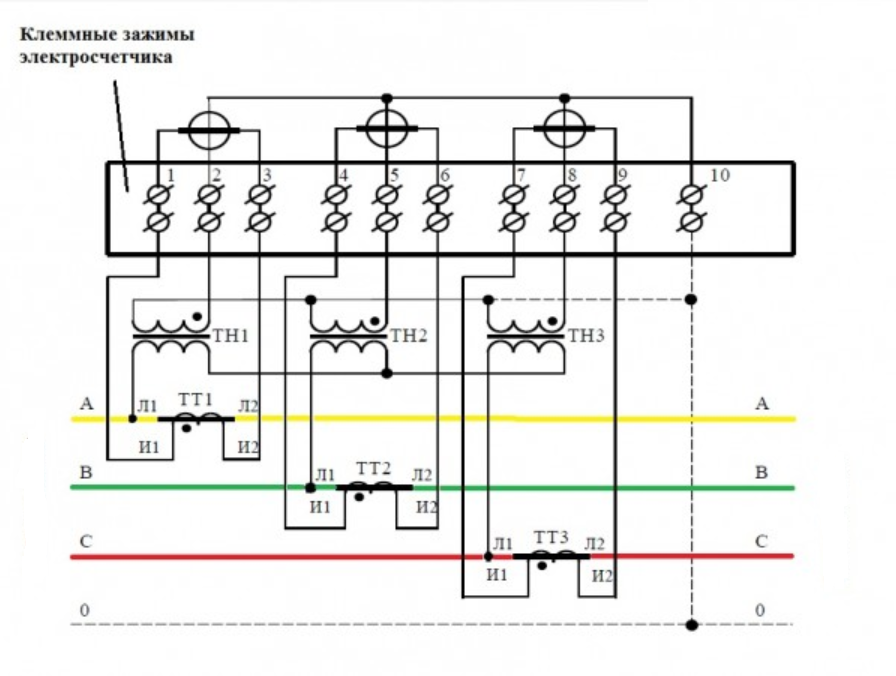 Клеммные зажимы
электросчетчика
1 2 3 4 5 6 7 8 9 10
ТН1 ТН2 ТН3
А Л1 ТТ1 Л2 А
И1 И2
В Л1 ТТ2 Л2 В
И1 И2
С Л1 ТТ3 Л2 С
И1 И2
0 0